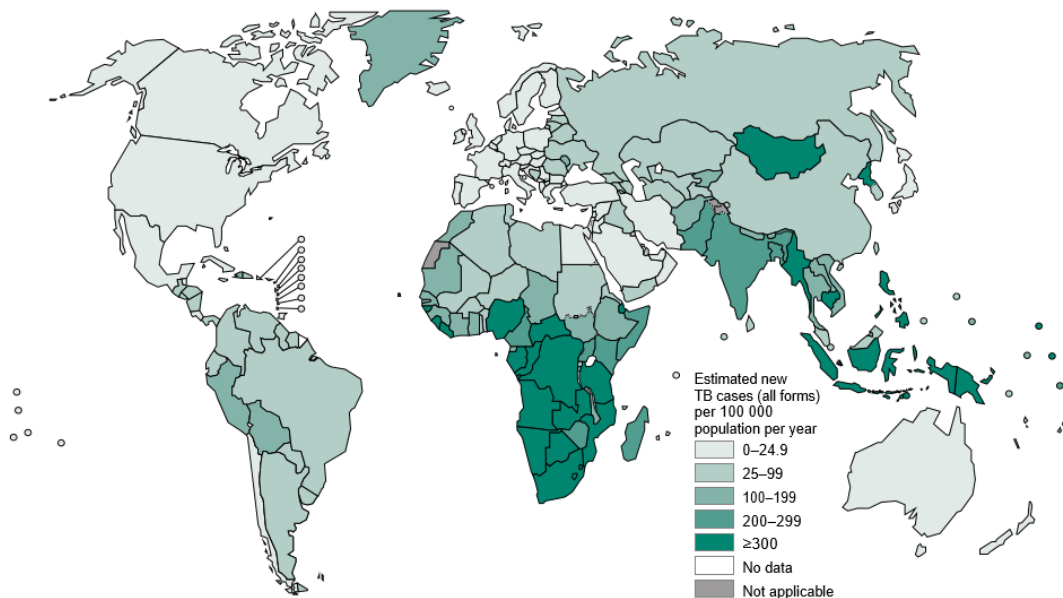 Estimated new
TB cases (all forms)
per 100 000
population per year
0–24.9
25–99
100–199
200–299
≥300
No data
Not applicable